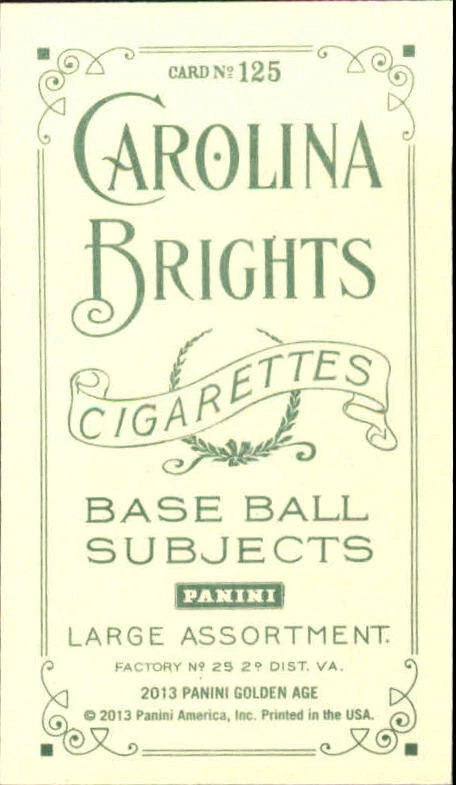 CARD Nº 125
CAROLINA
BRIGHTS
CIGARETTES
BASE BALL
SUBJECTS
PANINI
LARGE ASSORTMENT.
FACTORY Nº 25 2º DIST. VA.
2013 PANINI GOLDEN AGE
© 2013 Panini America, Inc. Printed in the USA.